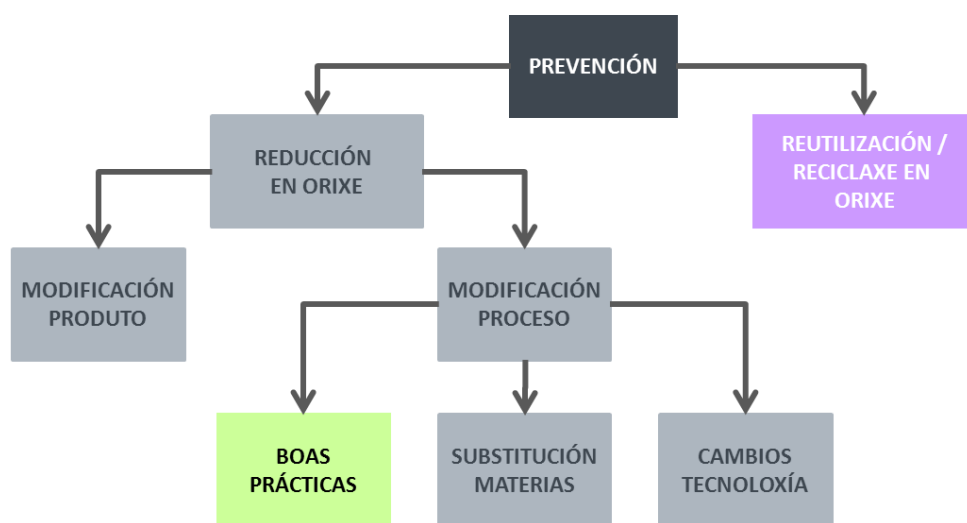 PREVENCIÓN
REDUCCIÓN
EN ORIXE
REUTILIZACIÓN /
RECICLAXE EN
ORIXE
MODIFICACIÓN
PRODUTO
MODIFICACIÓN
PROCESO
BOAS
PRÁCTICAS
SUBSTITUCIÓN
MATERIAS
CAMBIOS
TECNOLOXÍA